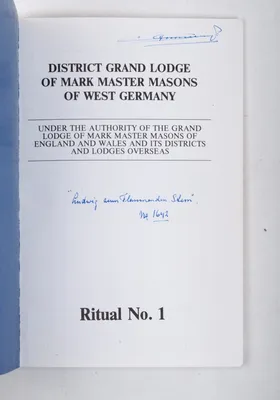 DISTRICT GRAND LODGE
OF MARK MASTER MASONS
OF WEST GERMANY
UNDER THE AUTHORITY OF THE GRAND
LODGE OF MARK MASTER MASONS OF
ENGLAND AND WALES AND ITS DISTRICTS
AND LODGES OVERSEAS
"Ludwig zum Flammenden Stern"
1643
Ritual No. 1